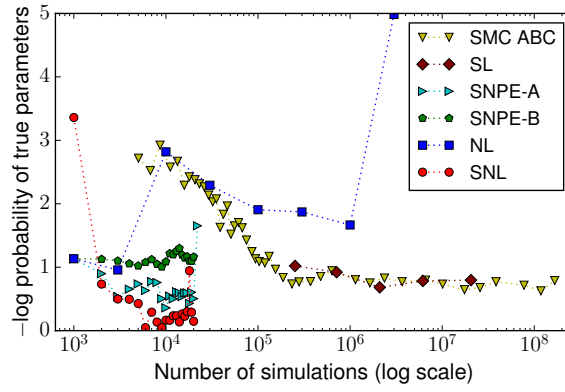 5
4
3
2
1
0
−log probability of true parameters
10³ 10⁴ 10⁵ 10⁶ 10⁷ 10⁸
Number of simulations (log scale)
SMC ABC
SL
SNPE-A
SNPE-B
NL
SNL